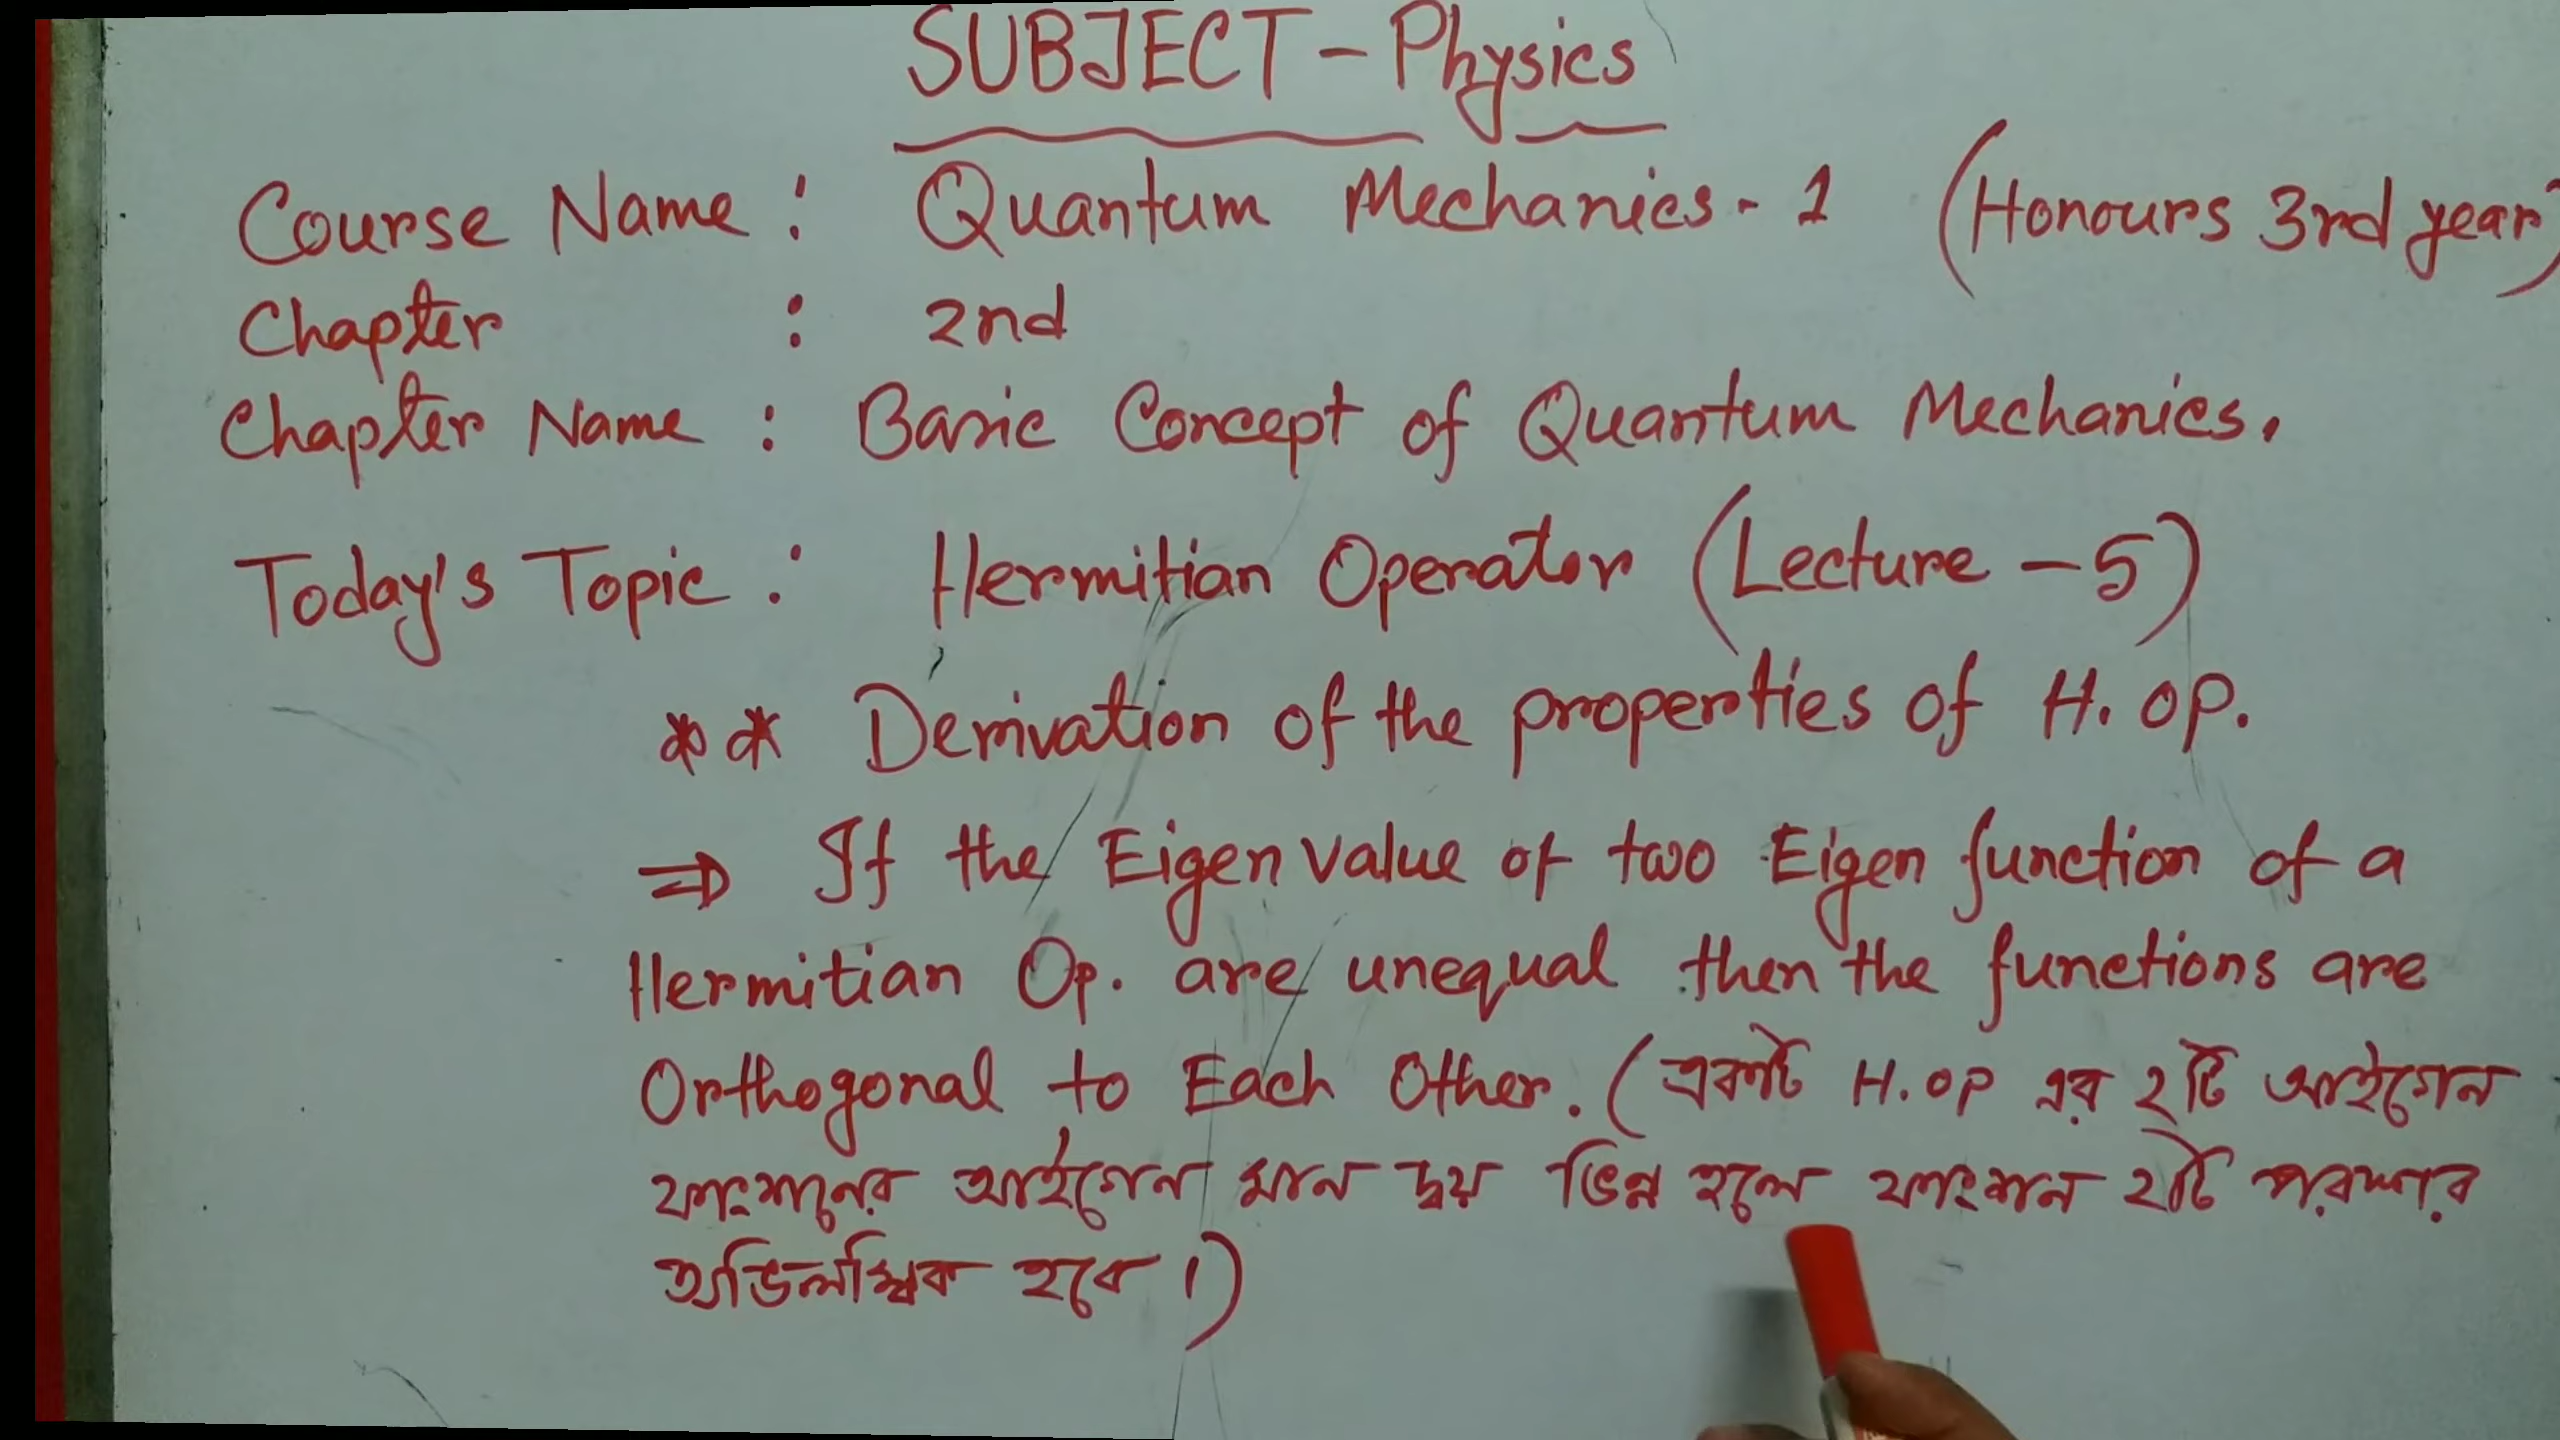 SUBJECT - Physics
Course Name : Quantum Mechanics - 1 (Honours 3rd year)
Chapter : 2nd
Chapter Name : Basic Concept of Quantum Mechanics.
Today's Topic : Hermitian Operator (Lecture - 5)
** Derivation of the properties of H. OP.
⇒ If the Eigen value of two Eigen function of a
Hermitian Op. are unequal then the functions are
Orthogonal to Each Other. (একটি H.OP এর ২টি আইগেন
ফাংশনের আইগেন মান দ্বয় ভিন্ন হলে ফাংশন ২টি পরস্পর
অভিলম্বিক হবে।)